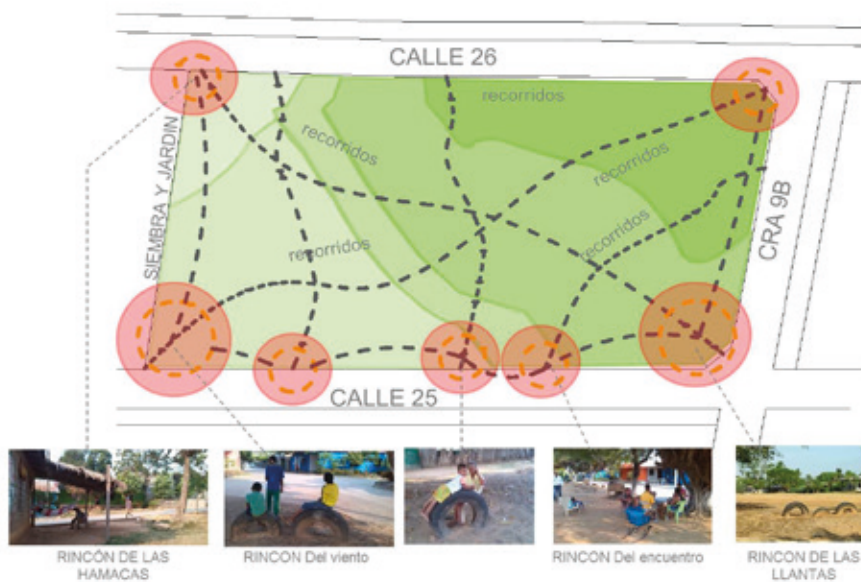 CALLE 26
recorridos
recorridos
recorridos
SIEMBRA Y JARDIN
recorridos
recorridos
CRA 9B
CALLE 25
RINCÓN DE LAS
HAMACAS
RINCON Del viento
RINCON Del encuentro
RINCON DE LAS
LLANTAS